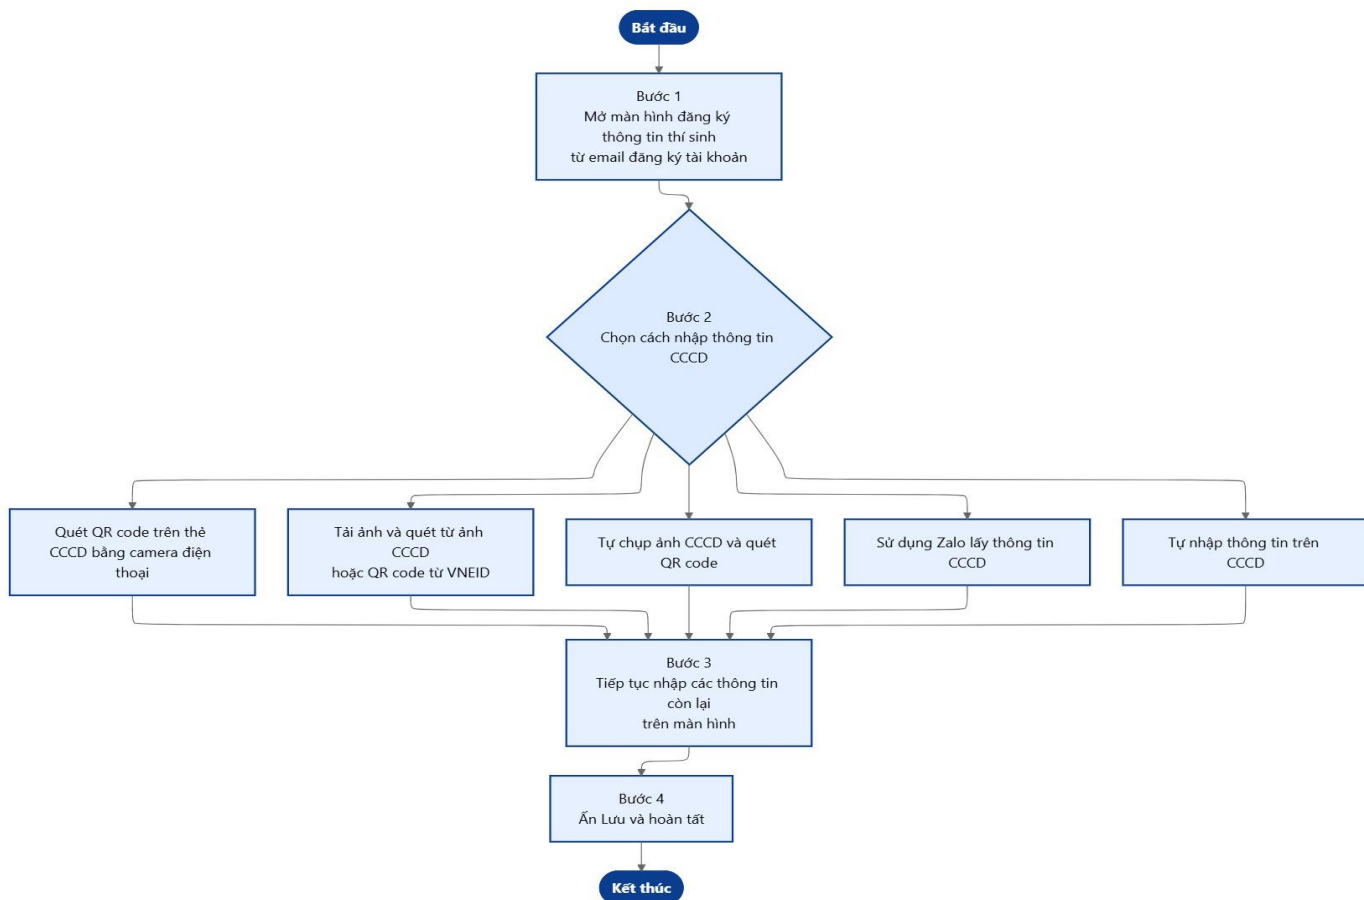 Bắt đầu
Bước 1
Mở màn hình đăng ký
thông tin thí sinh
từ email đăng ký tài khoản
Bước 2
Chọn cách nhập thông tin
CCCD
Quét QR code trên thẻ
CCCD bằng camera điện
thoại
Tải ảnh và quét từ ảnh
CCCD
hoặc QR code từ VNEID
Tự chụp ảnh CCCD và quét
QR code
Sử dụng Zalo lấy thông tin
CCCD
Tự nhập thông tin trên
CCCD
Bước 3
Tiếp tục nhập các thông tin
còn lại
trên màn hình
Bước 4
Ấn Lưu và hoàn tất
Kết thúc